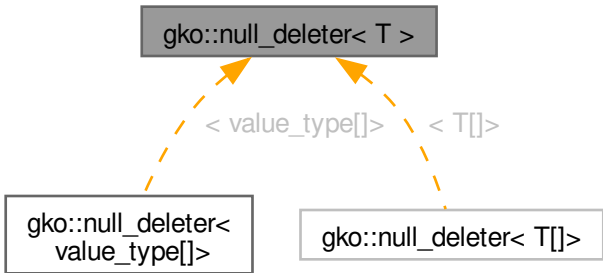 gko::null_deleter< T >
< value_type[]>
< T[]>
gko::null_deleter<
value_type[]>
gko::null_deleter< T[]>